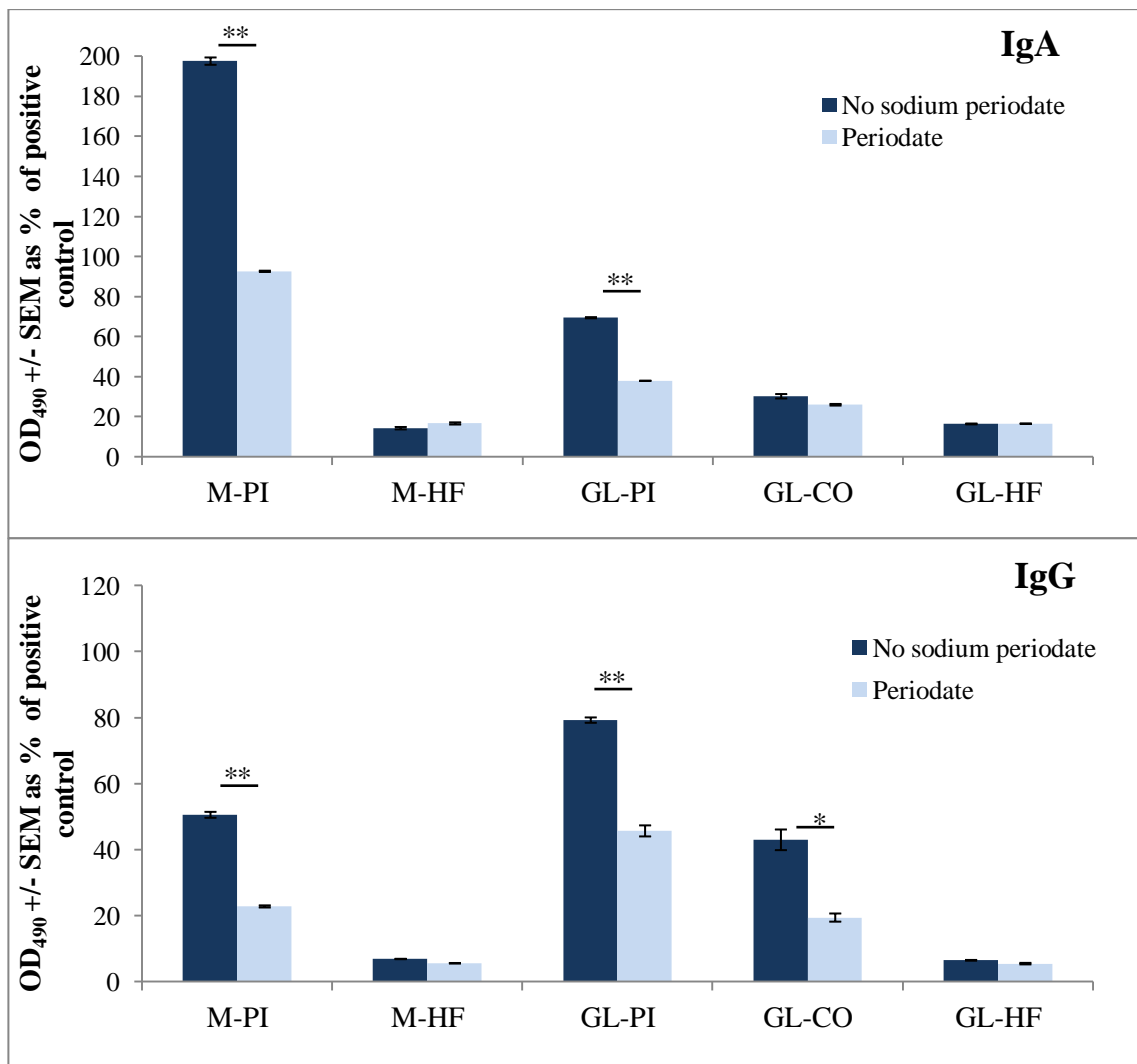 IgA
**
200
180
160
140
120
100
80
60
40
20
0
OD490 +/- SEM as % of positive
control
No sodium periodate
Periodate
**
M-PI M-HF GL-PI GL-CO GL-HF
IgG
120
100
80
60
40
20
0
OD490 +/- SEM as % of positive
control
No sodium periodate
Periodate
**
**
*
M-PI M-HF GL-PI GL-CO GL-HF